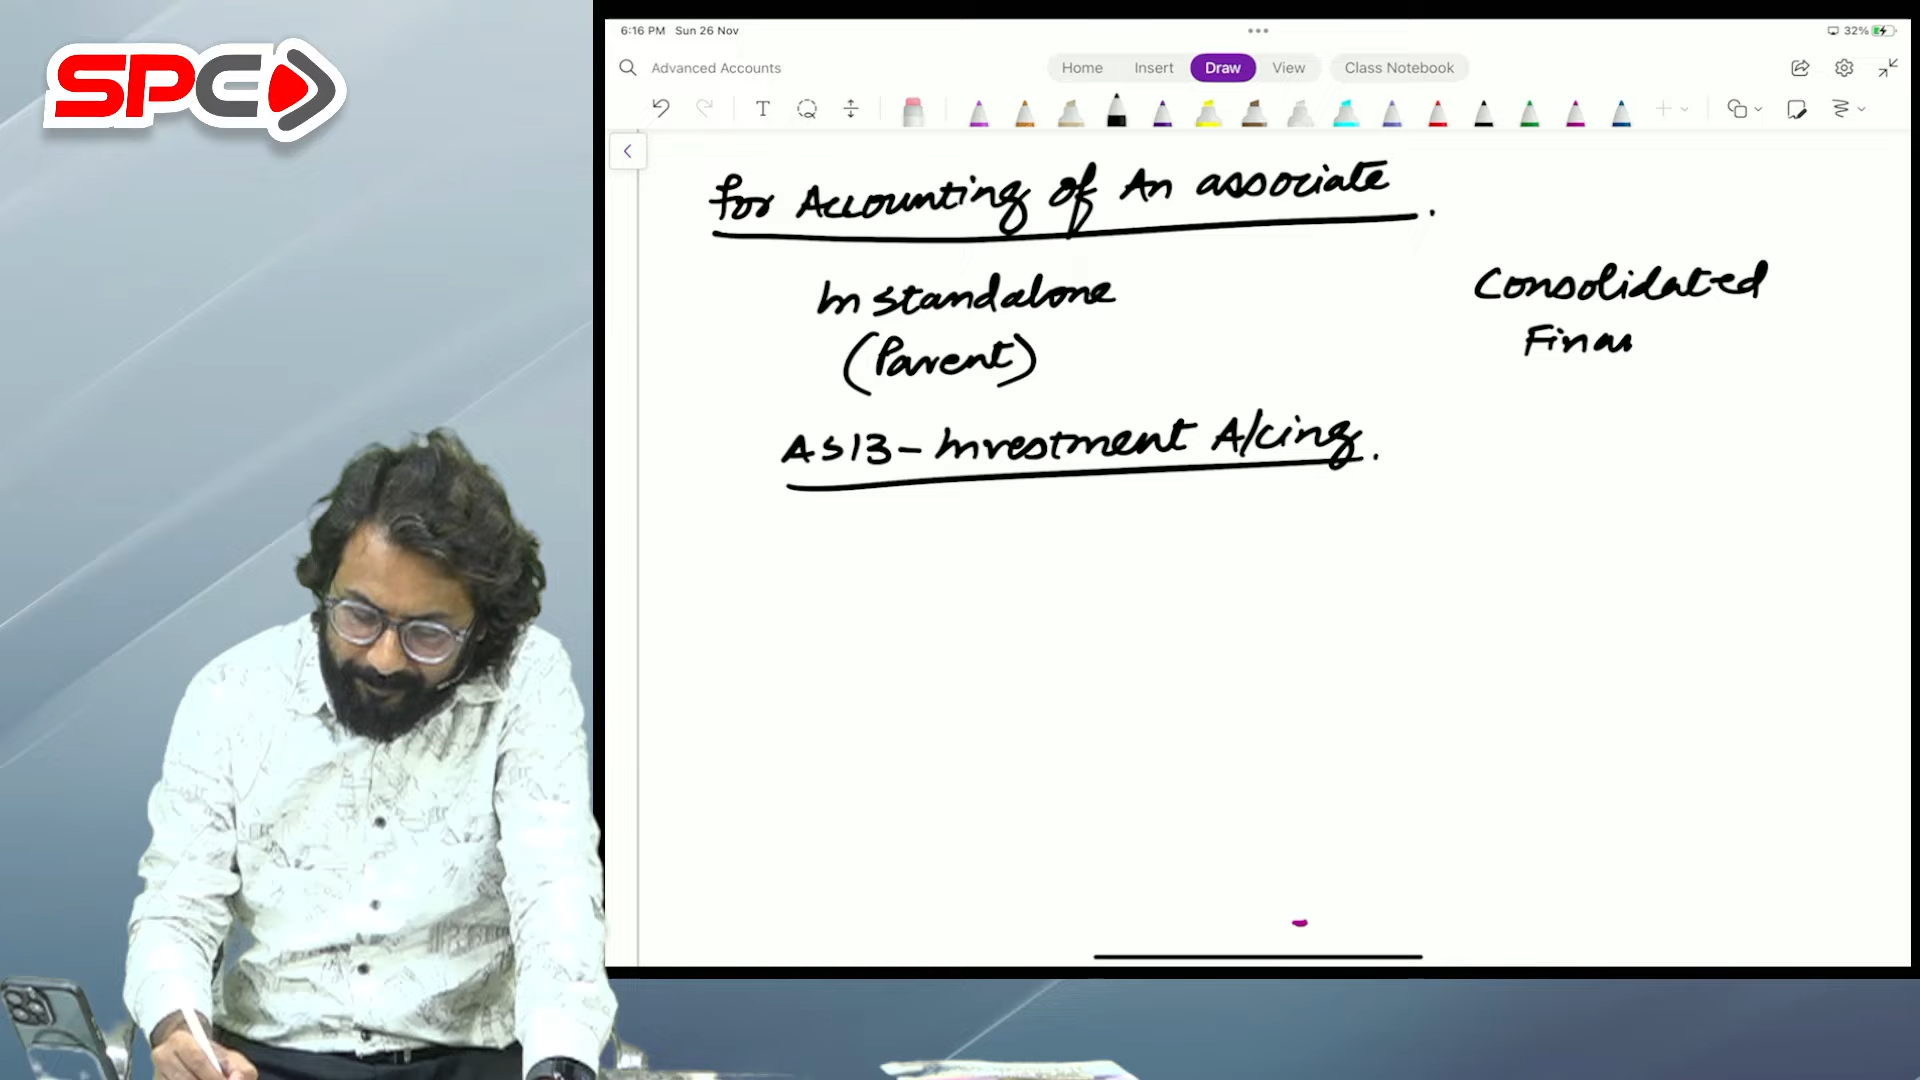 SPE
6:16 PM Sun 26 Nov
32%
Advanced Accounts
Home Insert Draw View Class Notebook
T
For Accounting of An associate.
In standalone
(Parent)
Consolidated
Finan
AS13 - Investment A/cing.